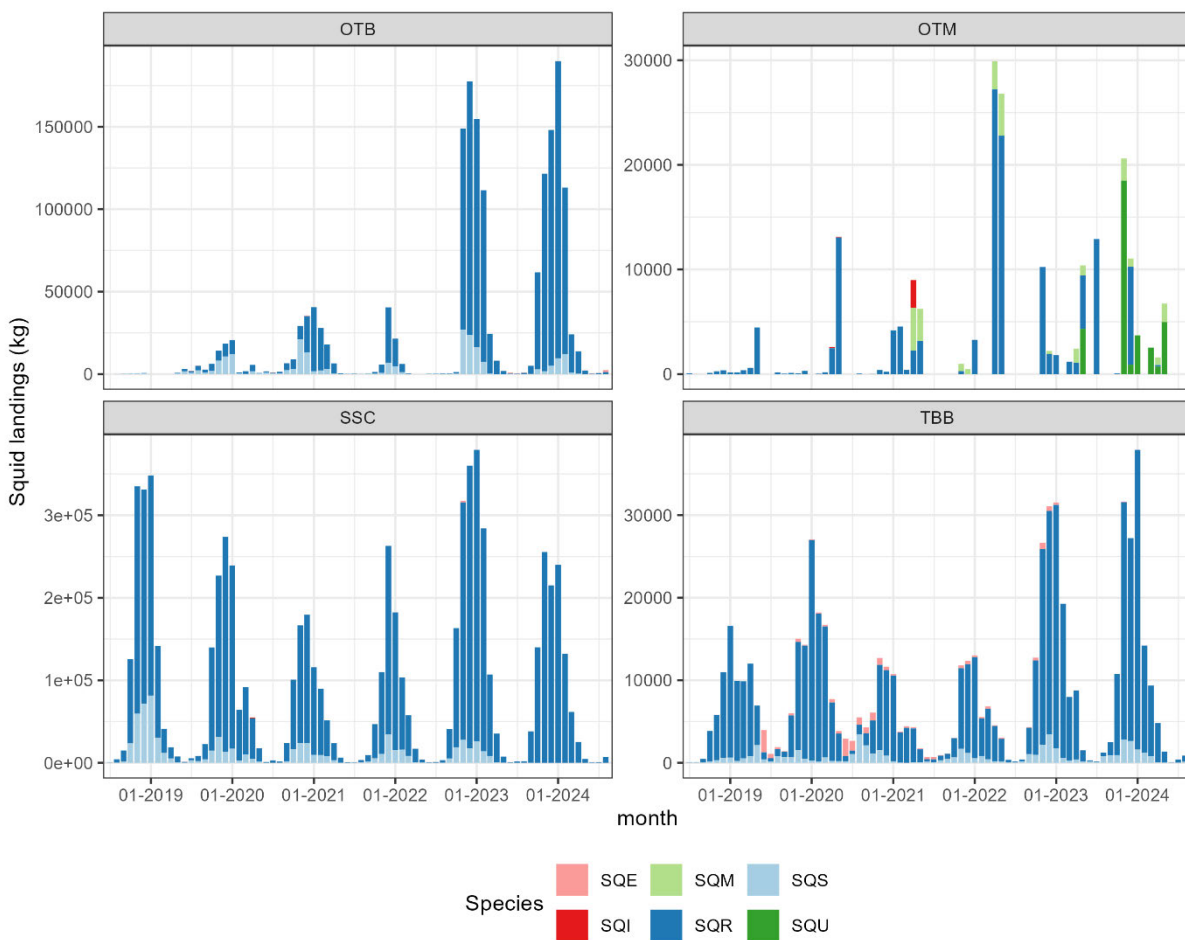 OTB
OTM
150000
100000
50000
0
30000
20000
10000
0
SSC
TBB
3e+05
2e+05
1e+05
0e+00
30000
20000
10000
0
01-2019 01-2020 01-2021 01-2022 01-2023 01-2024
01-2019 01-2020 01-2021 01-2022 01-2023 01-2024
Squid landings (kg)
month
Species
SQE SQM SQS
SQI SQR SQU